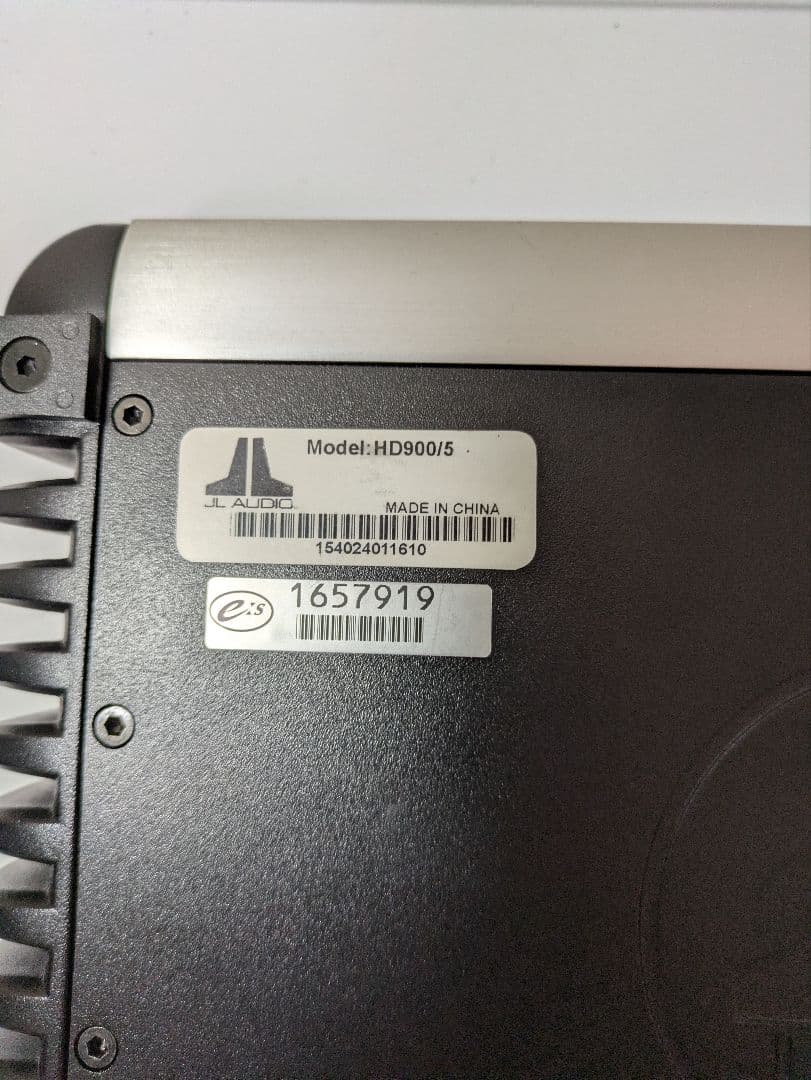 Model:HD900/5
JL AUDIO
MADE IN CHINA
154024011610
e:s 1657919